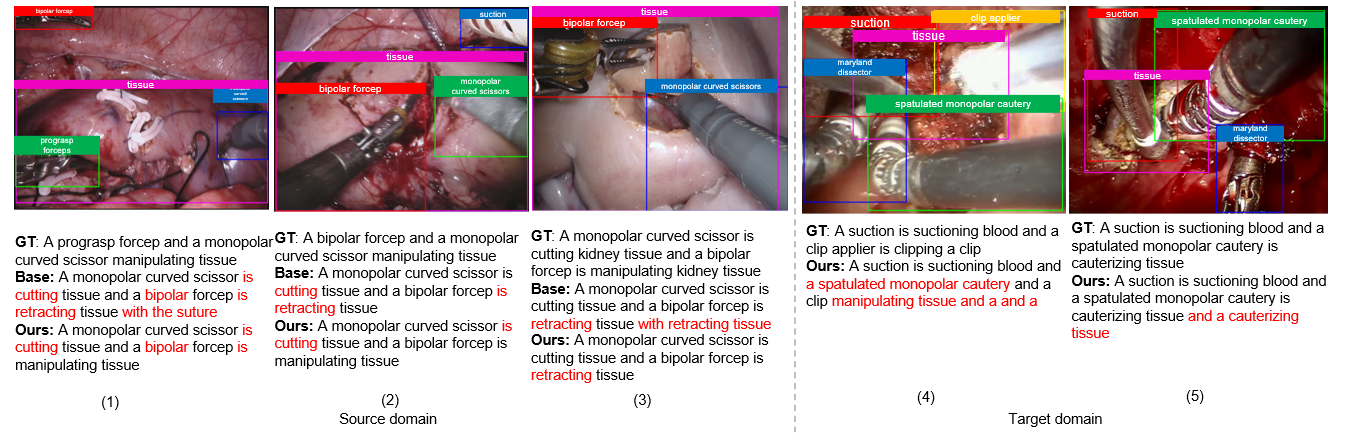 bipolar forcep
tissue
monopolar curved scissors
prograsp
forceps
suction
tissue
bipolar forcep
monopolar
curved scissors
tissue
bipolar forcep
monopolar curved scissors
clip applier
suction
tissue
maryland
dissector
spatulated monopolar cautery
suction
spatulated monopolar cautery
tissue
maryland
dissector
GT: A prograsp forcep and a monopolar
curved scissor manipulating tissue
Base: A monopolar curved scissor is
cutting tissue and a bipolar forcep is
retracting tissue with the suture
Ours: A monopolar curved scissor is
cutting tissue and a bipolar forcep is
manipulating tissue
(1)
GT: A bipolar forcep and a monopolar
curved scissor manipulating tissue
Base: A monopolar curved scissor is
cutting tissue and a bipolar forcep is
retracting tissue
Ours: A monopolar curved scissor is
cutting tissue and a bipolar forcep is
manipulating tissue
(2)
GT: A monopolar curved scissor is
cutting kidney tissue and a bipolar
forcep is manipulating kidney tissue
Base: A monopolar curved scissor is
cutting tissue and a bipolar forcep is
retracting tissue with retracting tissue
Ours: A monopolar curved scissor is
cutting tissue and a bipolar forcep is
retracting tissue
(3)
Source domain
GT: A suction is suctioning blood and a
clip applier is clipping a clip
Ours: A suction is suctioning blood and
a spatulated monopolar cautery and a
clip manipulating tissue and a and a
(4)
GT: A suction is suctioning blood and a
spatulated monopolar cautery is
cauterizing tissue
Ours: A suction is suctioning blood and
a spatulated monopolar cautery is
cauterizing tissue and a cauterizing
tissue
(5)
Target domain